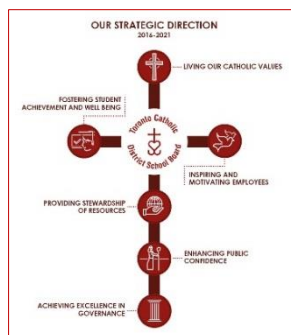 OUR STRATEGIC DIRECTION
2016-2021
LIVING OUR CATHOLIC VALUES
FOSTERING STUDENT
ACHIEVEMENT AND WELL BEING
Toronto Catholic
District School Board
INSPIRING AND
MOTIVATING EMPLOYEES
PROVIDING STEWARDSHIP
OF RESOURCES
ENHANCING PUBLIC
CONFIDENCE
ACHIEVING EXCELLENCE IN
GOVERNANCE